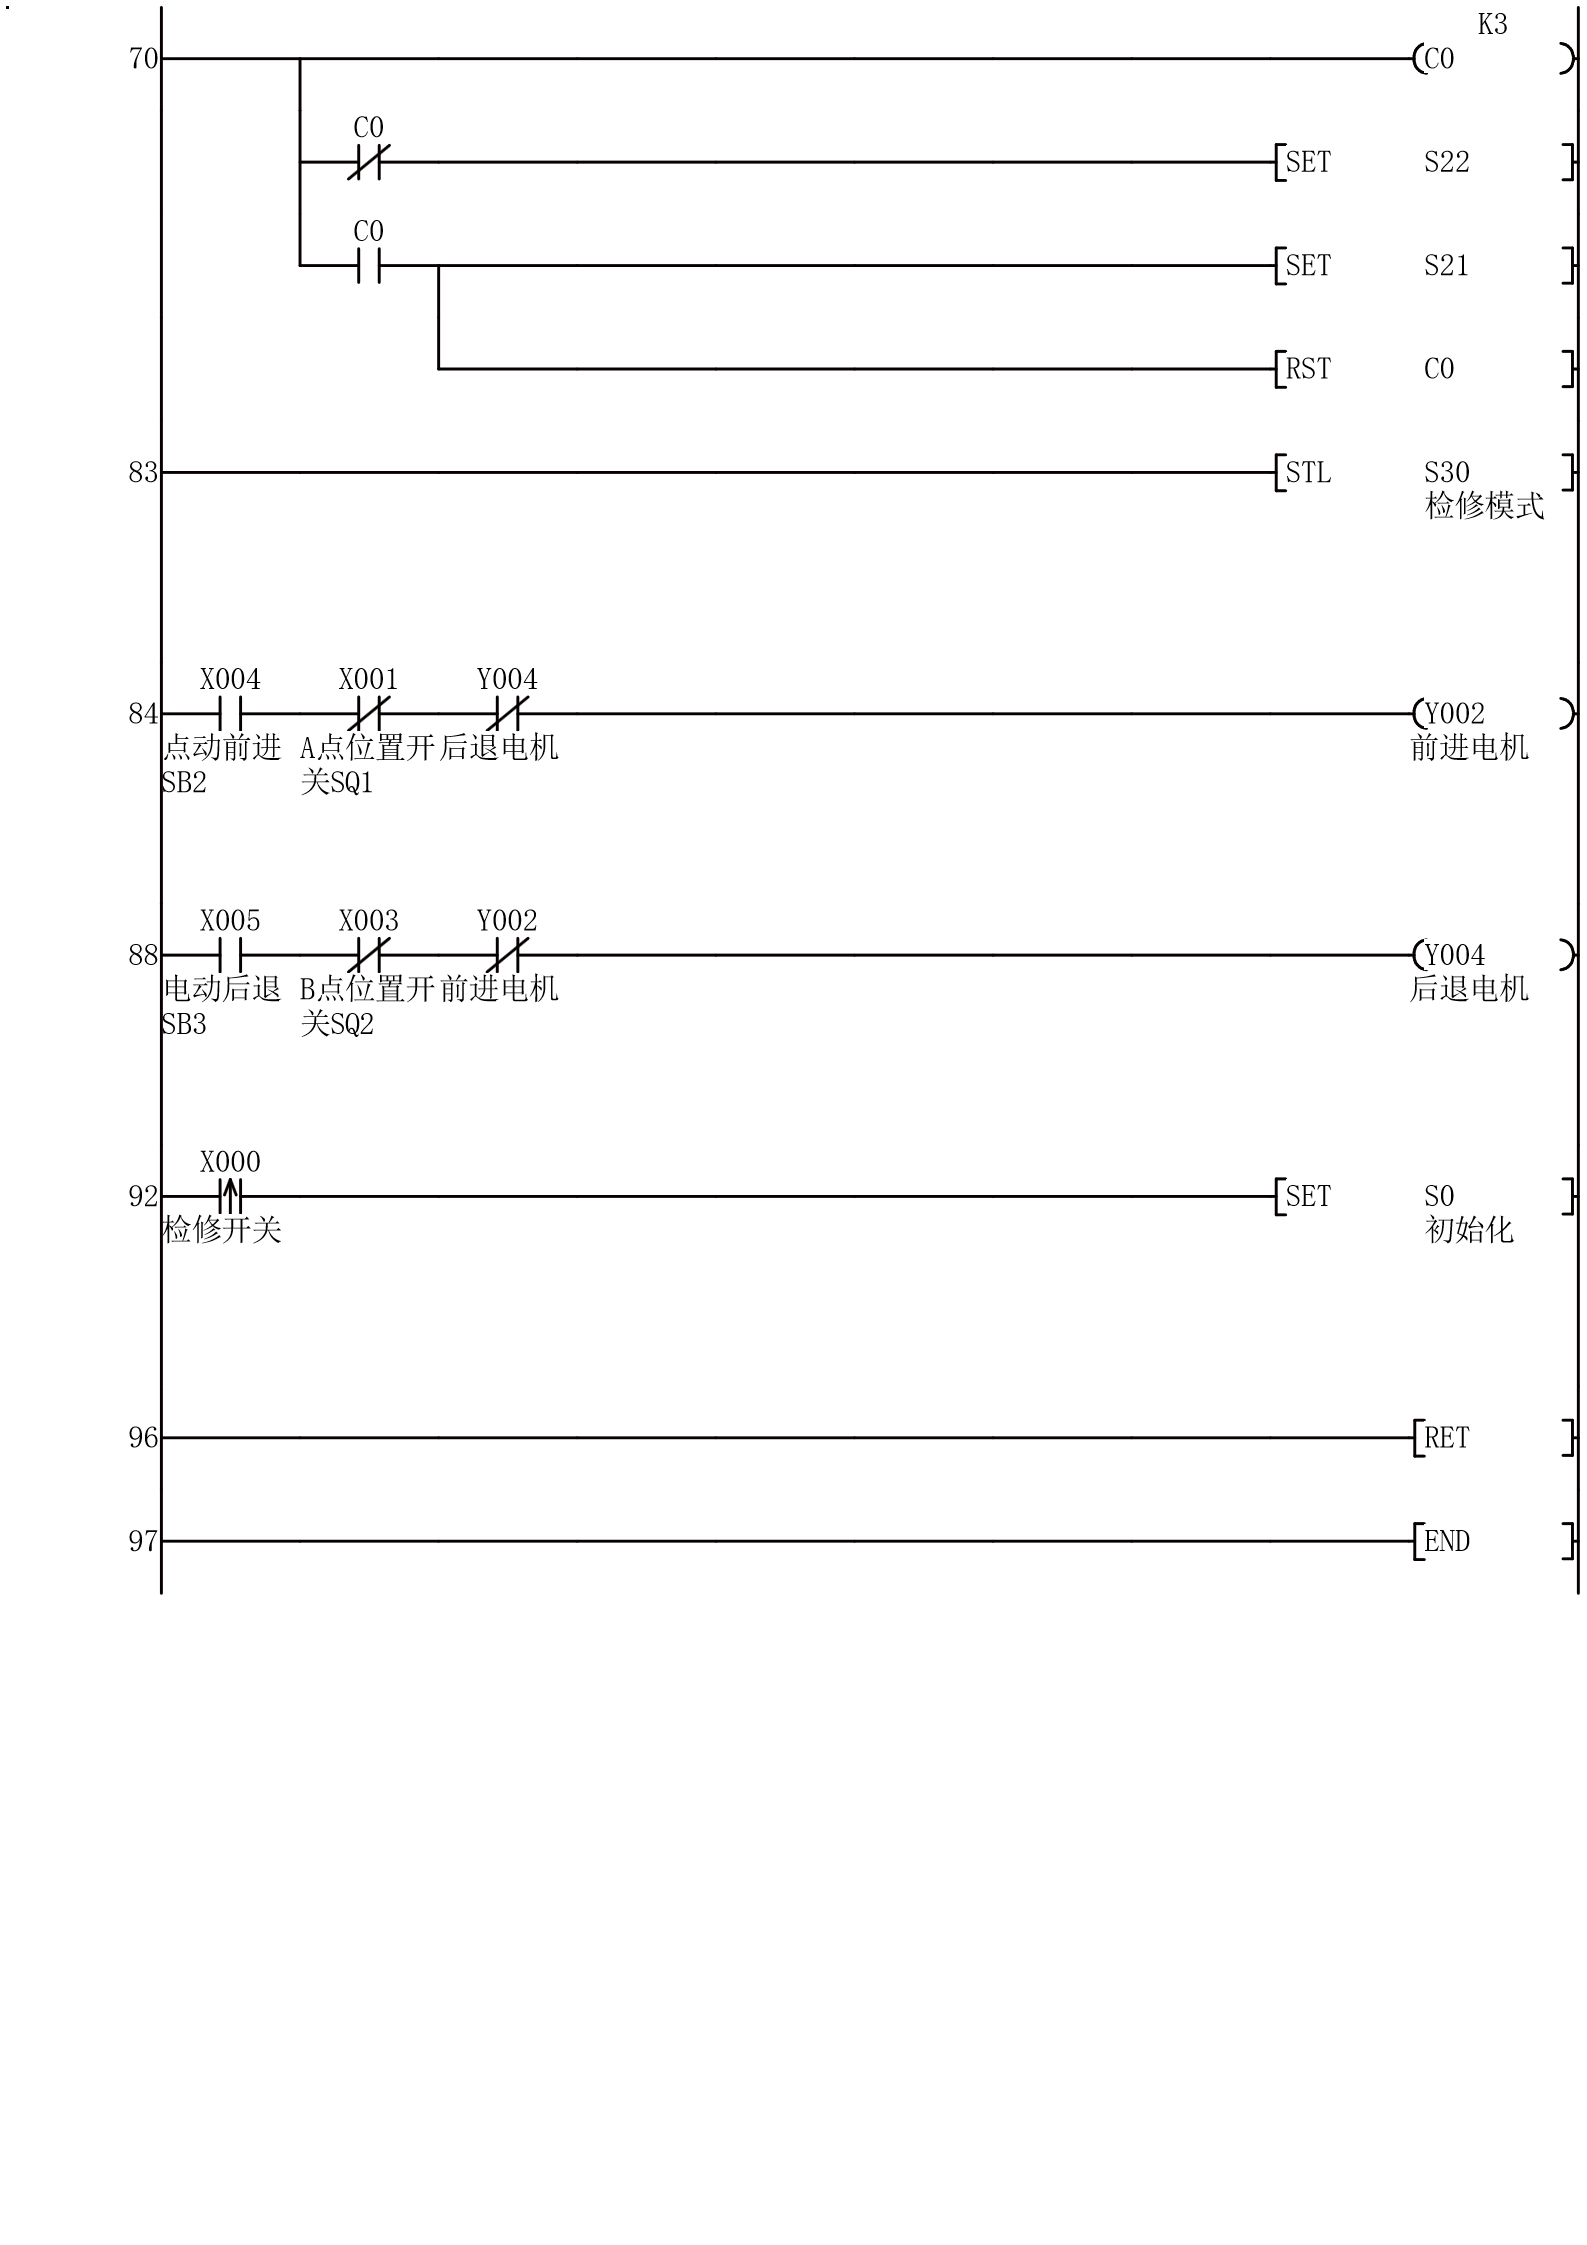 K3
70 C0
C0
SET S22
C0
SET S21
RST C0
83 STL S30
检修模式
X004 X001 Y004
84 Y002
点动前进 A点位置开 后退电机 前进电机
SB2 关SQ1
X005 X003 Y002
88 Y004
电动后退 B点位置开 前进电机 后退电机
SB3 关SQ2
X000
92 SET S0
检修开关 初始化
96 RET
97 END